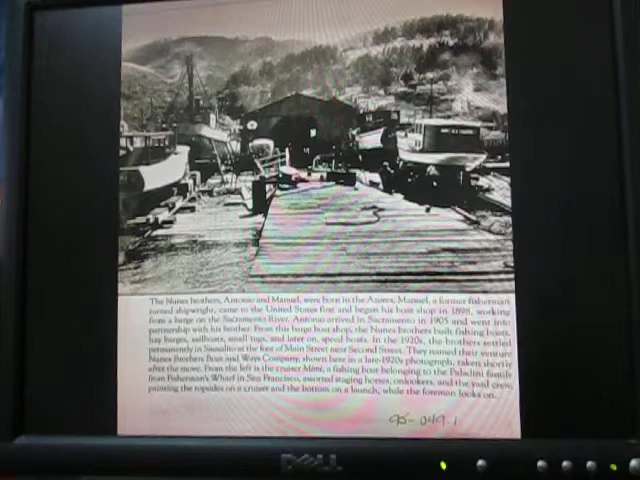 The Nunes brothers, Antonio and Manuel, were born in the Azores. Manuel, a former fisherman
turned shipwright, came to the United States first and began his boat shop in 1898, working
from a barge on the Sacramento River. Antonio arrived in Sacramento in 1905 and went into
partnership with his brother. From this barge boat shop, the Nunes brothers built fishing boats,
hay barges, sailboats, small tugs, and later on, speed boats. In the 1920s, the brothers settled
permanently in Sausalito at the foot of Main Street near Second Street. They named their venture
Nunes Brothers Boat and Ways Company, shown here in a late-1920s photograph, taken shortly
after the move. From the left is the cruiser Mimi, a fishing boat belonging to the Paladini family
from Fisherman's Wharf in San Francisco, assorted staging horses, onlookers, and the yard crew,
painting the topsides on a cruiser and the bottom on a launch, while the foreman looks on.
95-049.1
DELL